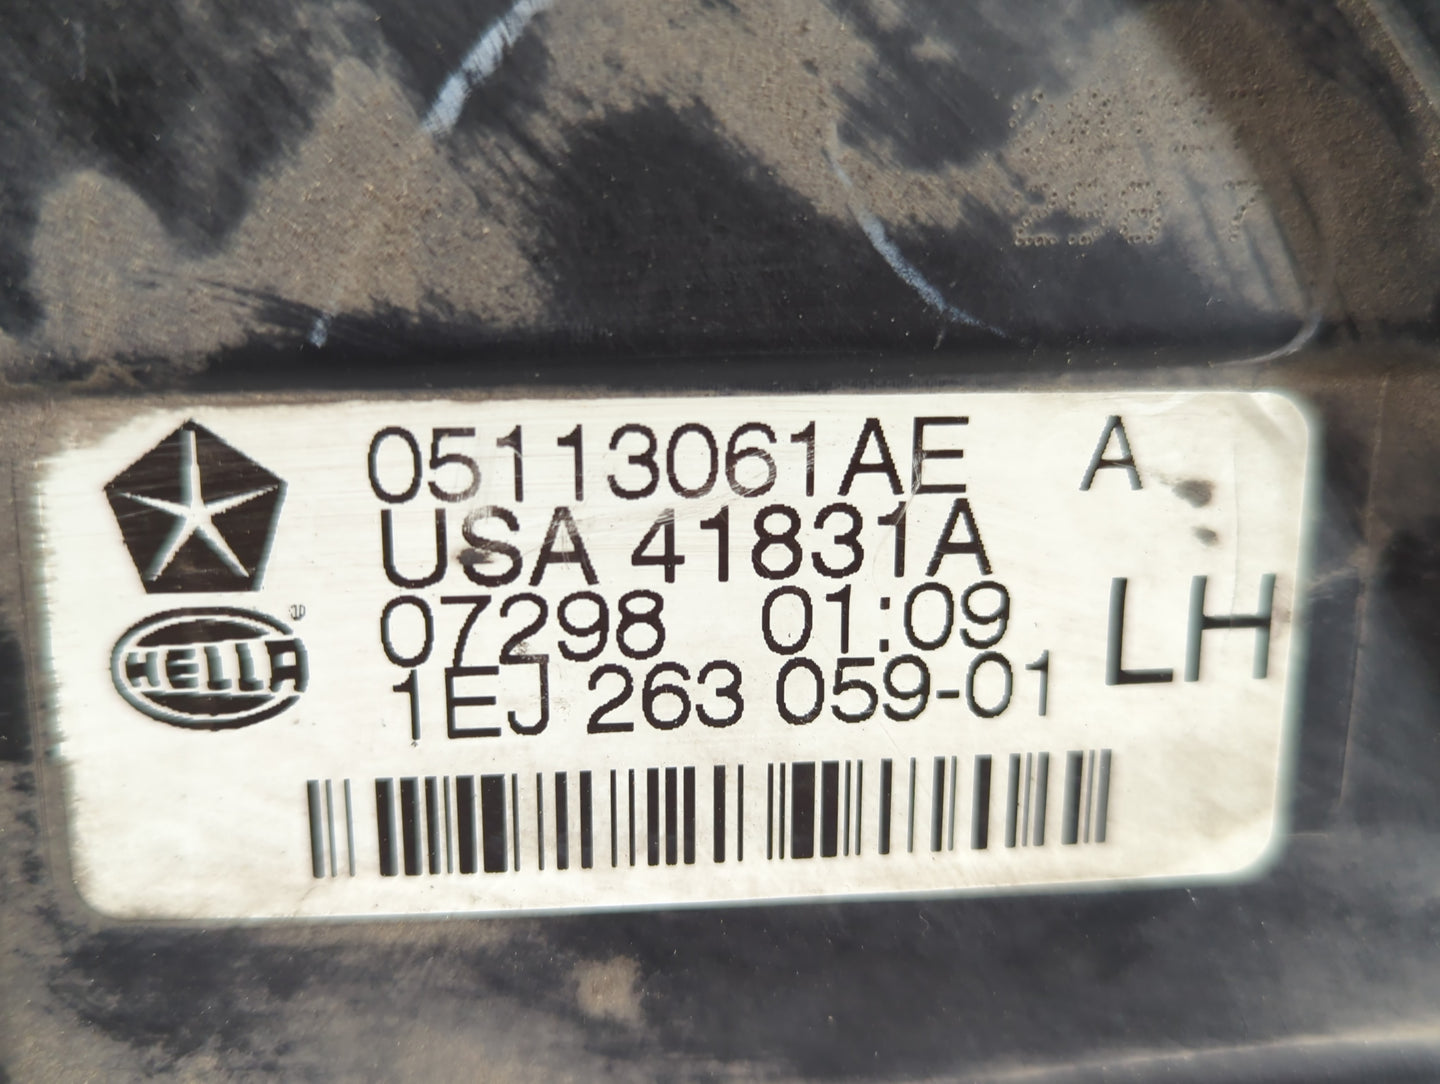 05113061AE A
USA 41831A
07298 01:09
LH
1EJ 263 059-01
HELLA